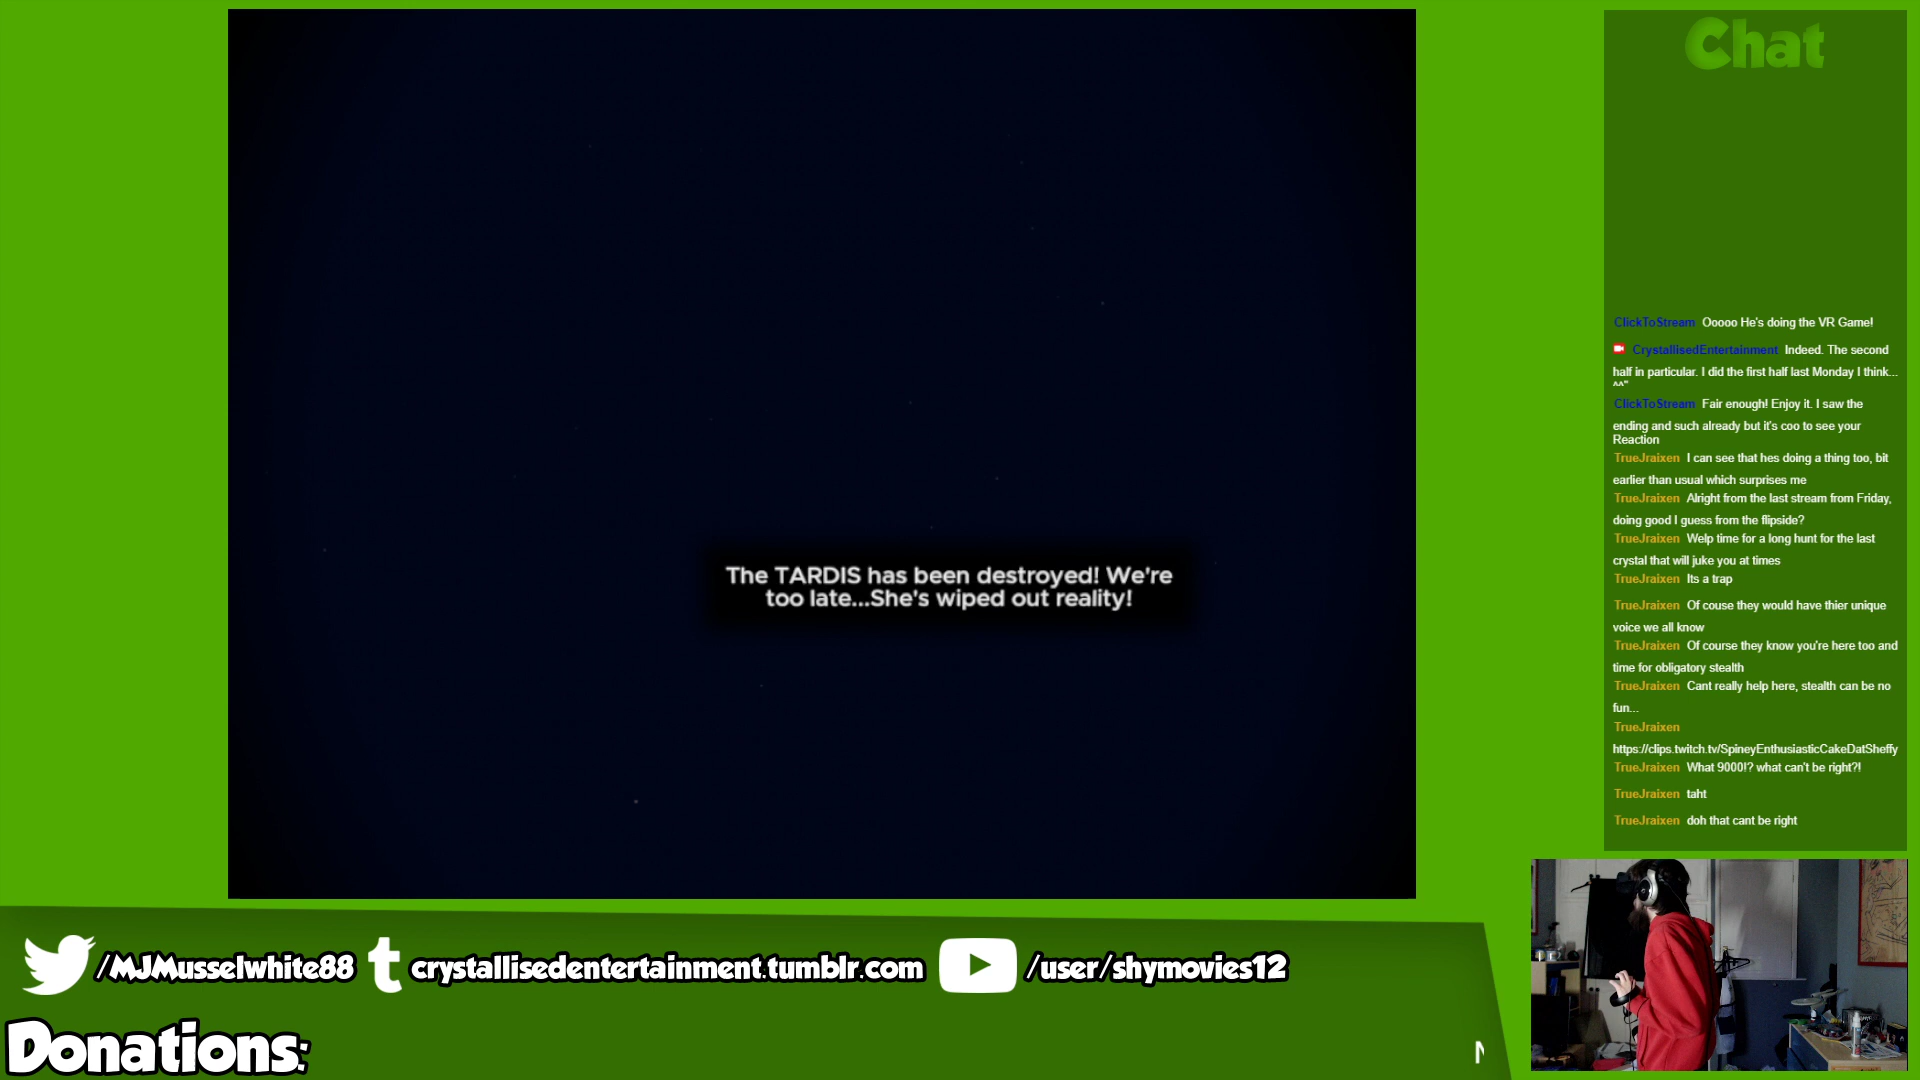 Chat
The TARDIS has been destroyed! We're
too late...She's wiped out reality!
ClickToStream Ooooo He's doing the VR Game!
CrystallisedEntertainment Indeed. The second
half in particular. I did the first half last Monday I think...
^^"
ClickToStream Fair enough! Enjoy it. I saw the
ending and such already but it's coo to see your
Reaction
TrueJraixen I can see that hes doing a thing too, bit
earlier than usual which surprises me
TrueJraixen Alright from the last stream from Friday,
doing good I guess from the flipside?
TrueJraixen Welp time for a long hunt for the last
crystal that will juke you at times
TrueJraixen Its a trap
TrueJraixen Of couse they would have thier unique
voice we all know
TrueJraixen Of course they know you're here too and
time for obligatory stealth
TrueJraixen Cant really help here, stealth can be no
fun...
TrueJraixen
https://clips.twitch.tv/SpineyEnthusiasticCakeDatSheffy
TrueJraixen What 9000!? what can't be right?!
TrueJraixen taht
TrueJraixen doh that cant be right
/MJMusselwhite88 crystallisedentertainment.tumblr.com /user/shymovies12
Donations: